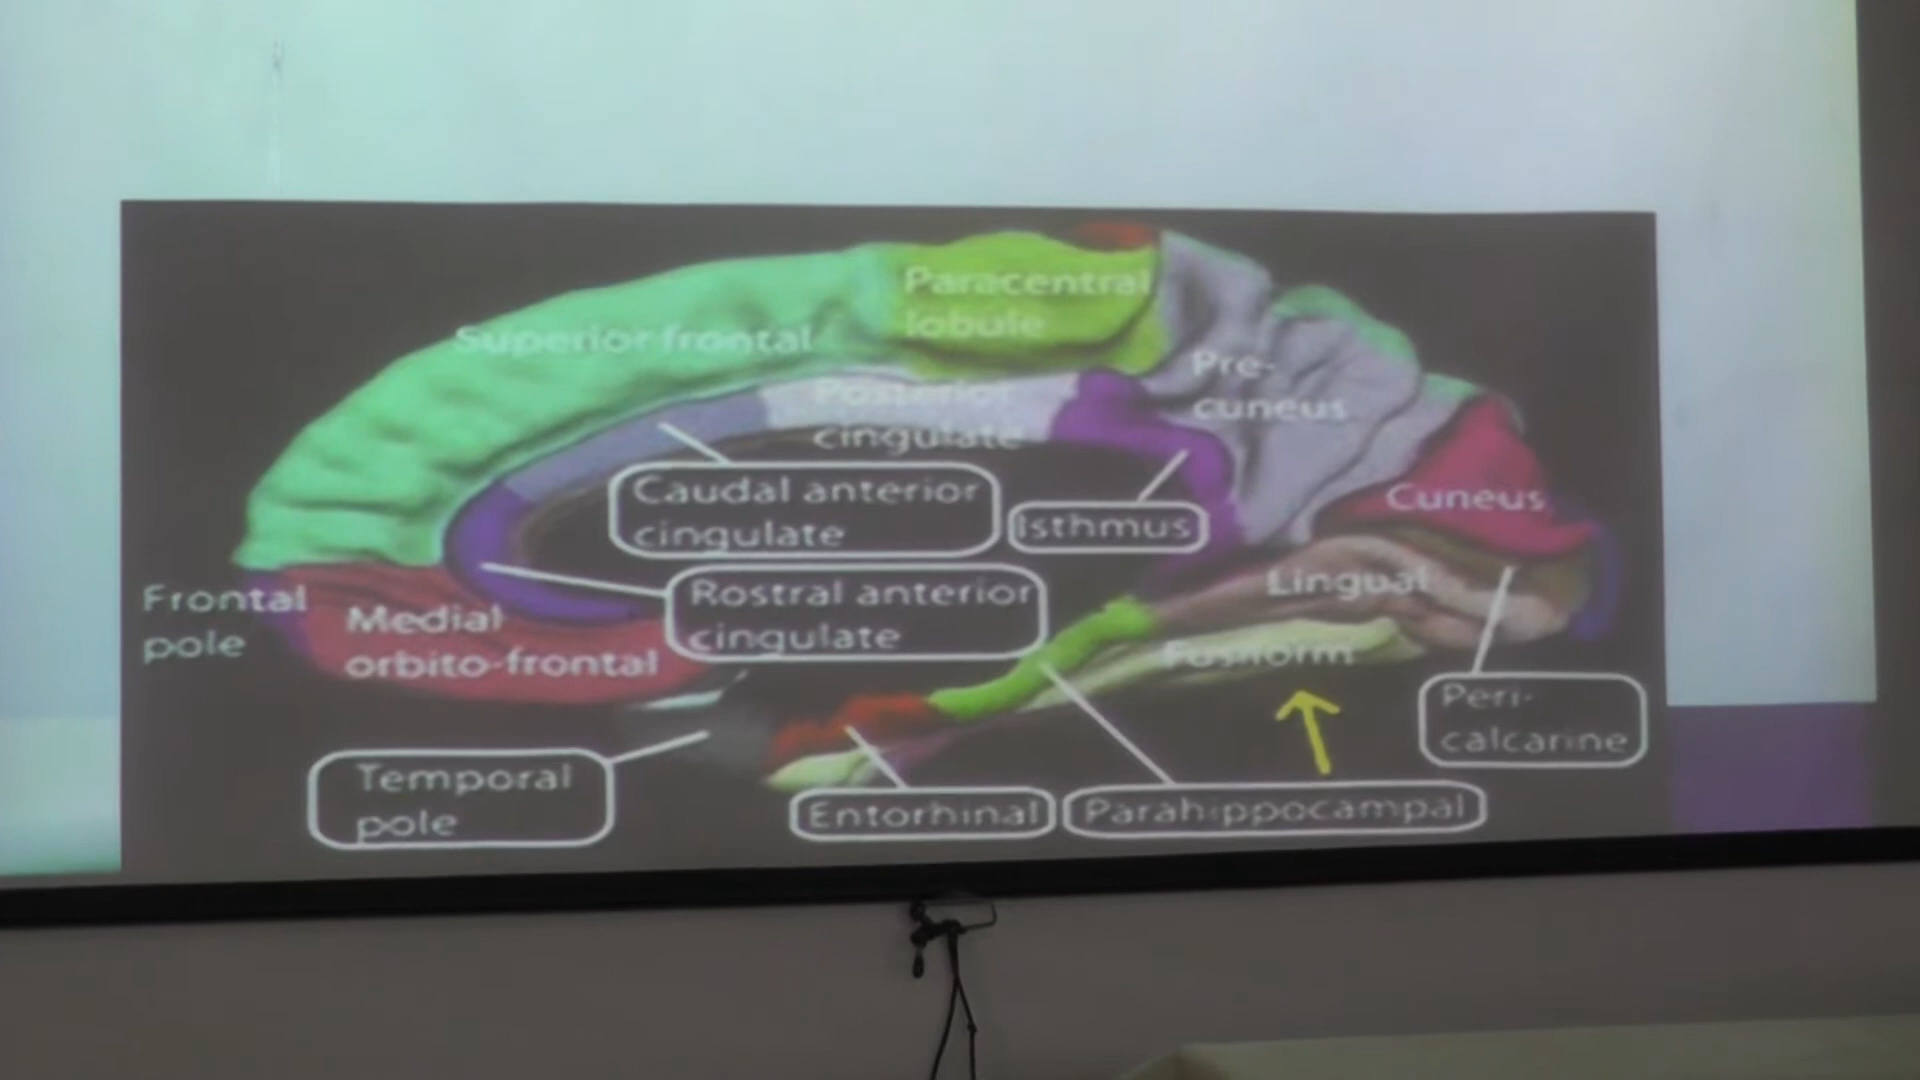 Paracentral
lobule
Superior frontal
Pre-
cuneus
Posterior
cingulate
Caudal anterior
cingulate
Isthmus
Cuneus
Frontal
pole
Medial
orbito-frontal
Rostral anterior
cingulate
Lingual
Fusiform
Peri-
calcarine
Temporal
pole
Entorhinal
Parahippocampal